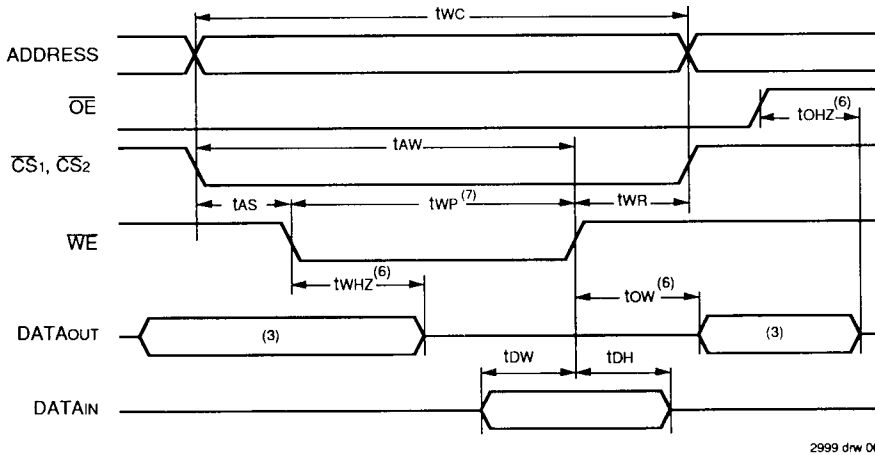 tWC
ADDRESS
OE
tOHZ (6)
tAW
CS1, CS2
tAS
tWP (7)
tWR
WE
tWHZ (6)
tOW (6)
DATAOUT
(3)
(3)
tDW
tDH
DATAIN
2999 drw 06